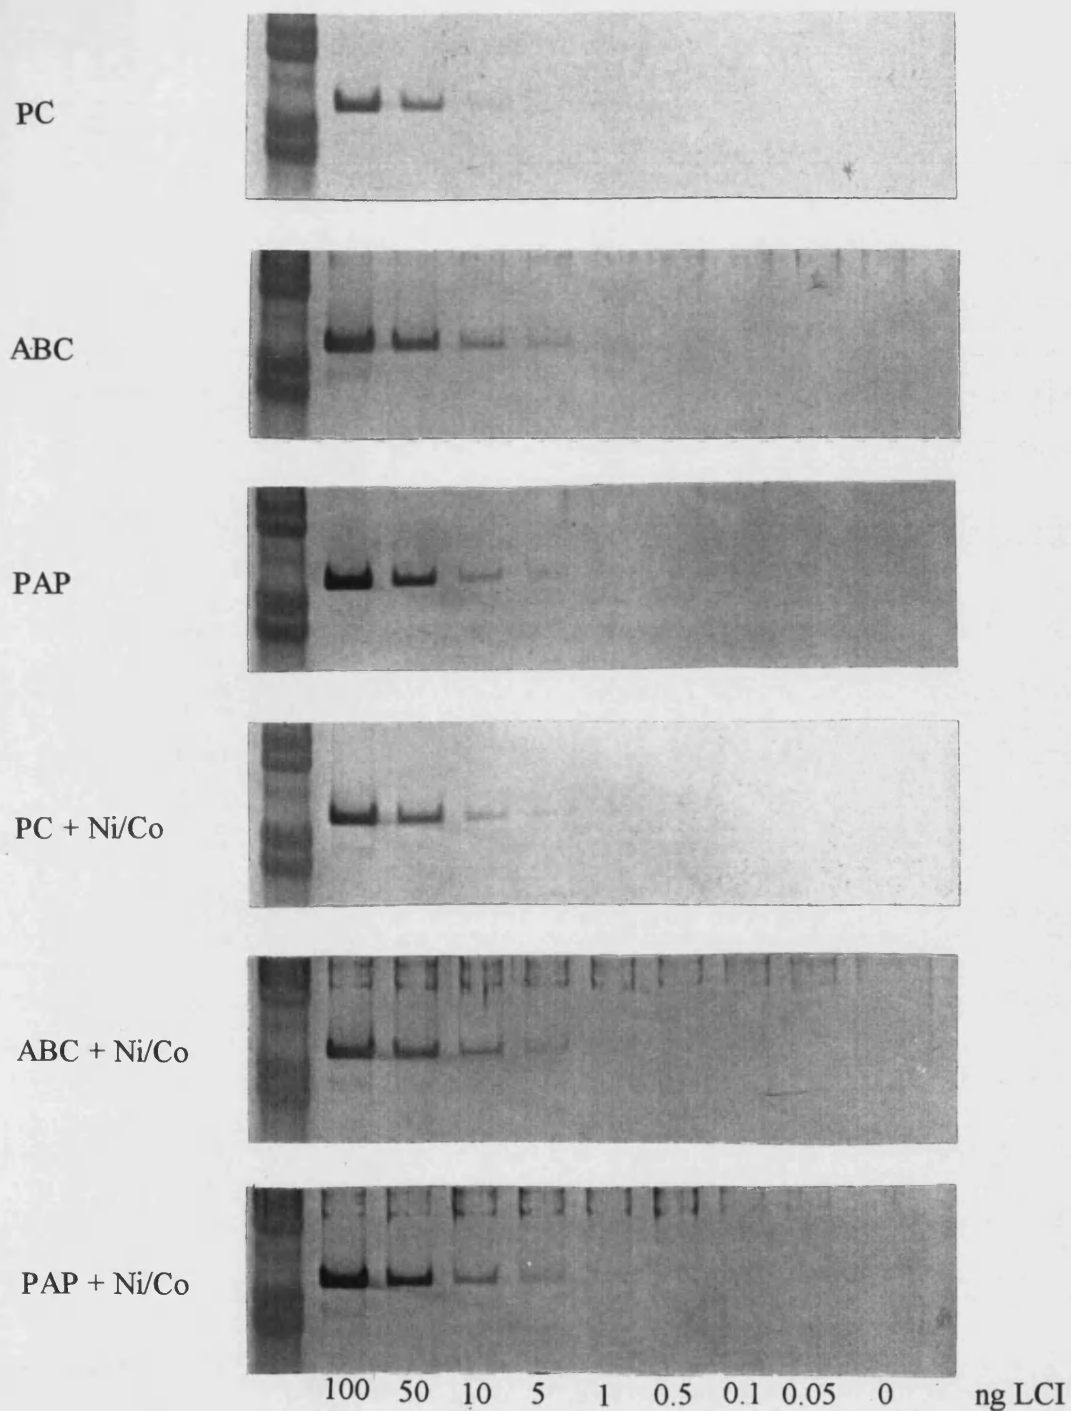 PC
ABC
PAP
PC + Ni/Co
ABC + Ni/Co
PAP + Ni/Co
100 50 10 5 1 0.5 0.1 0.05 0 ng LCI